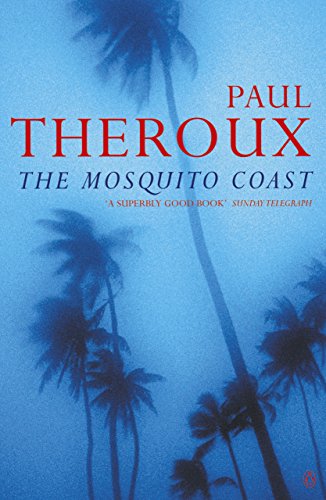 PAUL
THEROUX
THE MOSQUITO COAST
‘A SUPERBLY GOOD BOOK’ SUNDAY TELEGRAPH